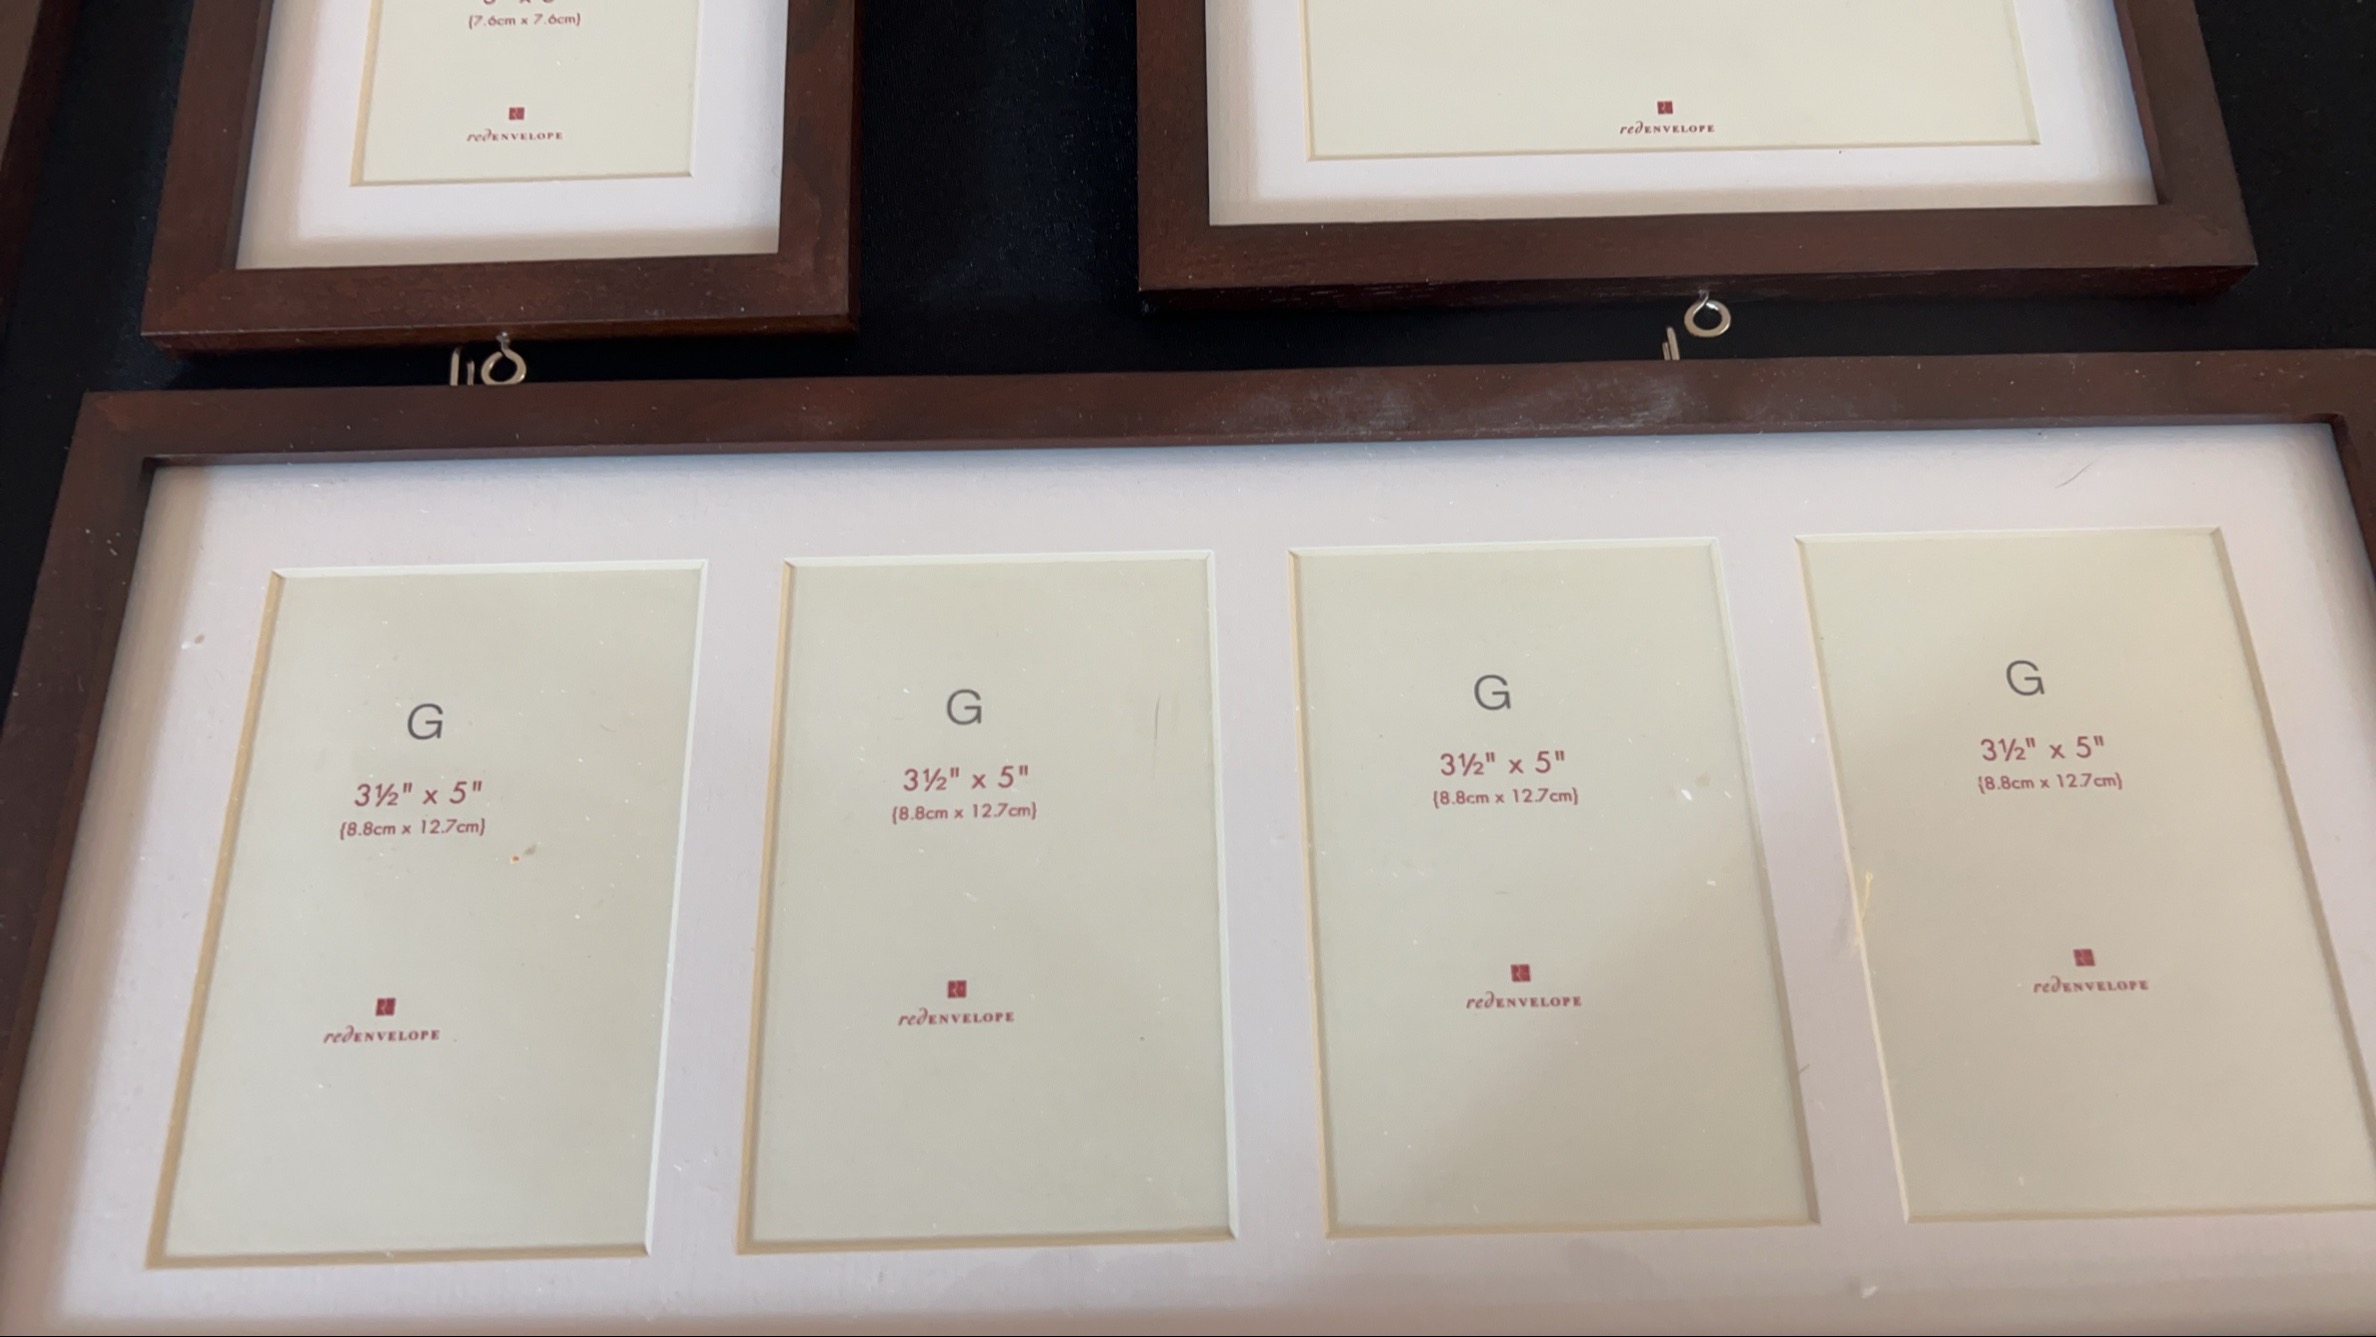 (7.6cm x 7.6cm)
redENVELOPE
redENVELOPE
G
3½" x 5"
(8.8cm x 12.7cm)
redENVELOPE
G
3½" x 5"
(8.8cm x 12.7cm)
redENVELOPE
G
3½" x 5"
(8.8cm x 12.7cm)
redENVELOPE
G
3½" x 5"
(8.8cm x 12.7cm)
redENVELOPE